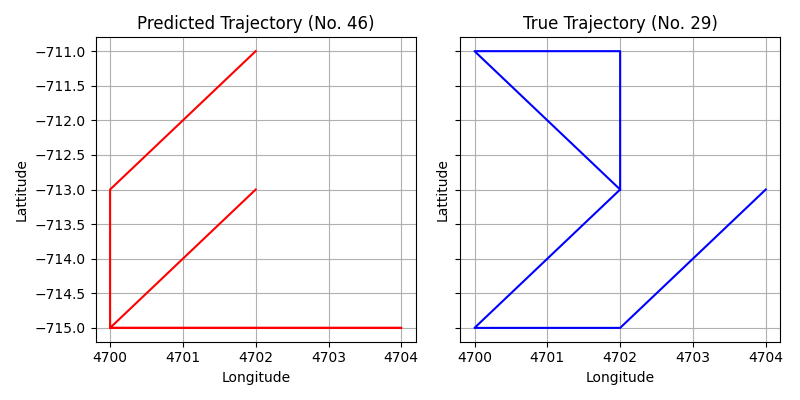 Predicted Trajectory (No. 46)
True Trajectory (No. 29)
−711.0
−711.5
−712.0
−712.5
−713.0
−713.5
−714.0
−714.5
−715.0
Lattitude
Lattitude
4700 4701 4702 4703 4704
4700 4701 4702 4703 4704
Longitude
Longitude